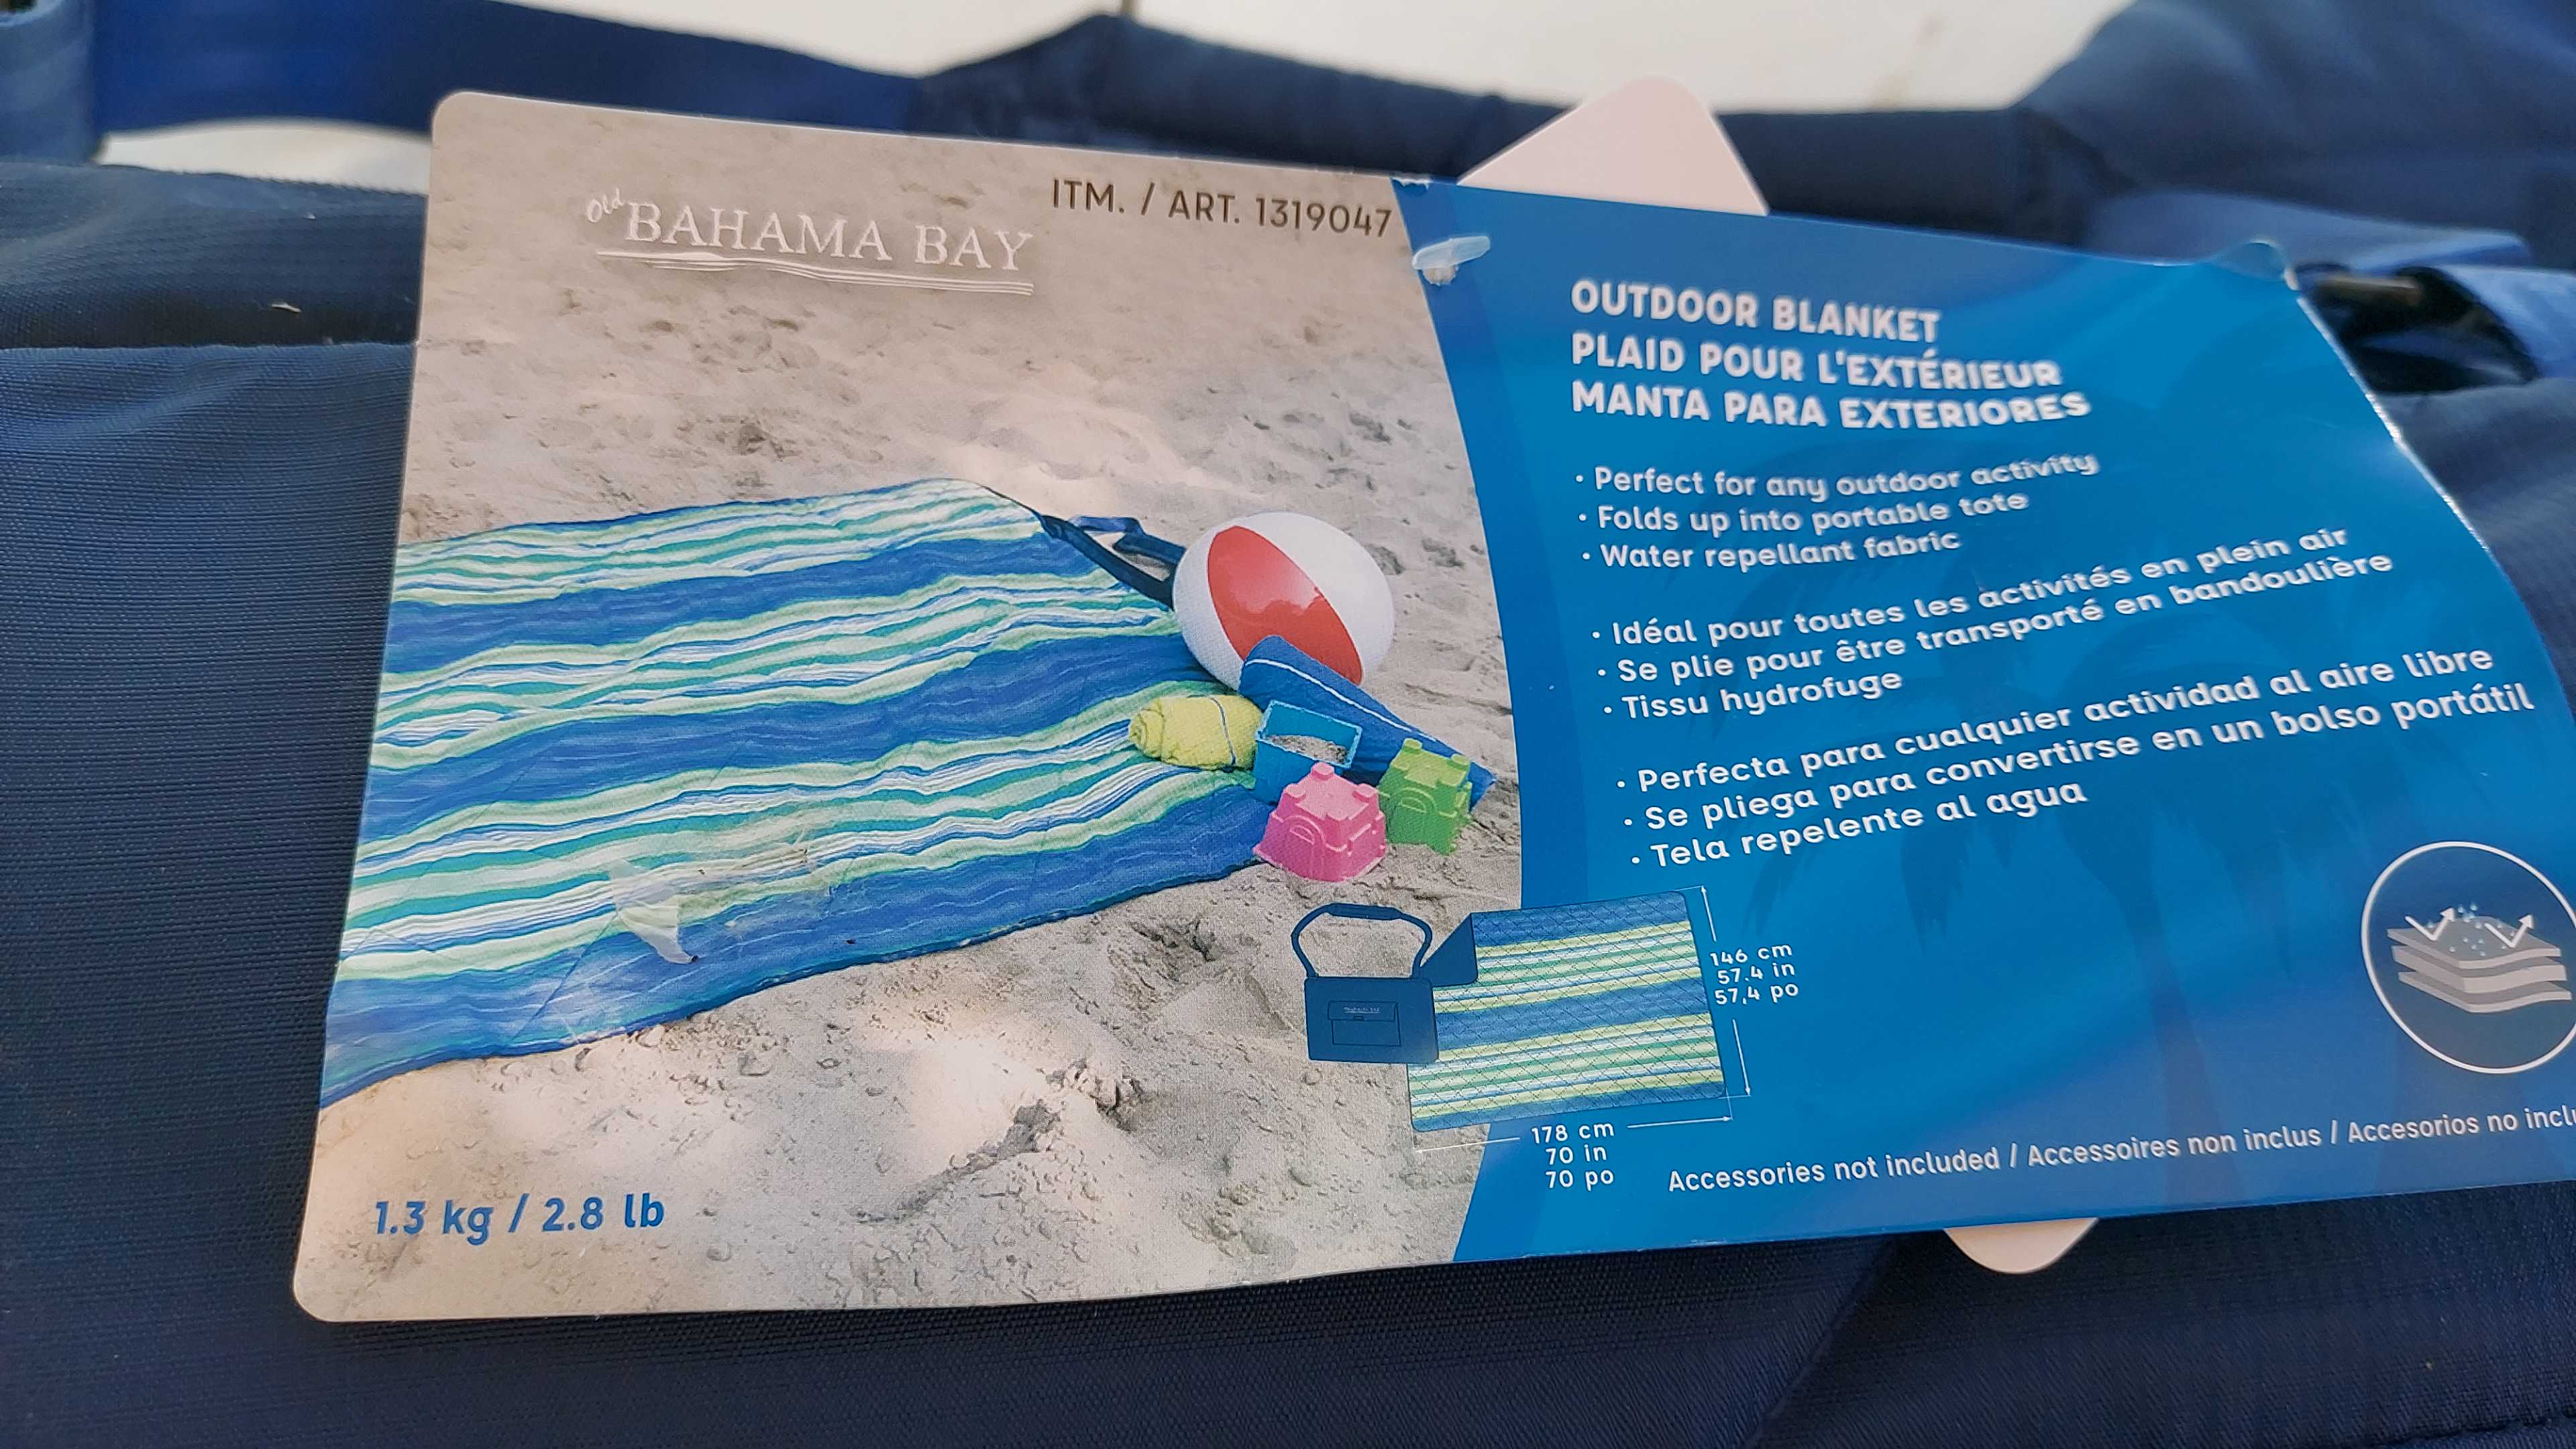 Old BAHAMA BAY
ITM. / ART. 1319047
OUTDOOR BLANKET
PLAID POUR L'EXTÉRIEUR
MANTA PARA EXTERIORES
· Perfect for any outdoor activity
· Folds up into portable tote
· Water repellant fabric
· Idéal pour toutes les activités en plein air
· Se plie pour être transporté en bandoulière
· Tissu hydrofuge
· Perfecta para cualquier actividad al aire libre
· Se pliega para convertirse en un bolso portátil
· Tela repelente al agua
146 cm
57.4 in
57,4 po
178 cm
70 in
70 po
Accessories not included / Accessoires non inclus / Accesorios no inclu
1.3 kg / 2.8 lb